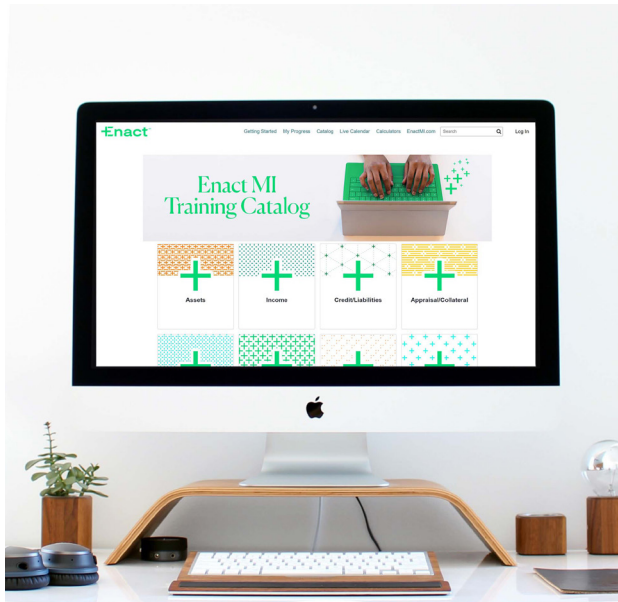 Enact
Getting Started My Progress Catalog Live Calendar Calculators EnactMI.com Search Log In
Enact MI
Training Catalog
Assets Income Credit/Liabilities Appraisal/Collateral